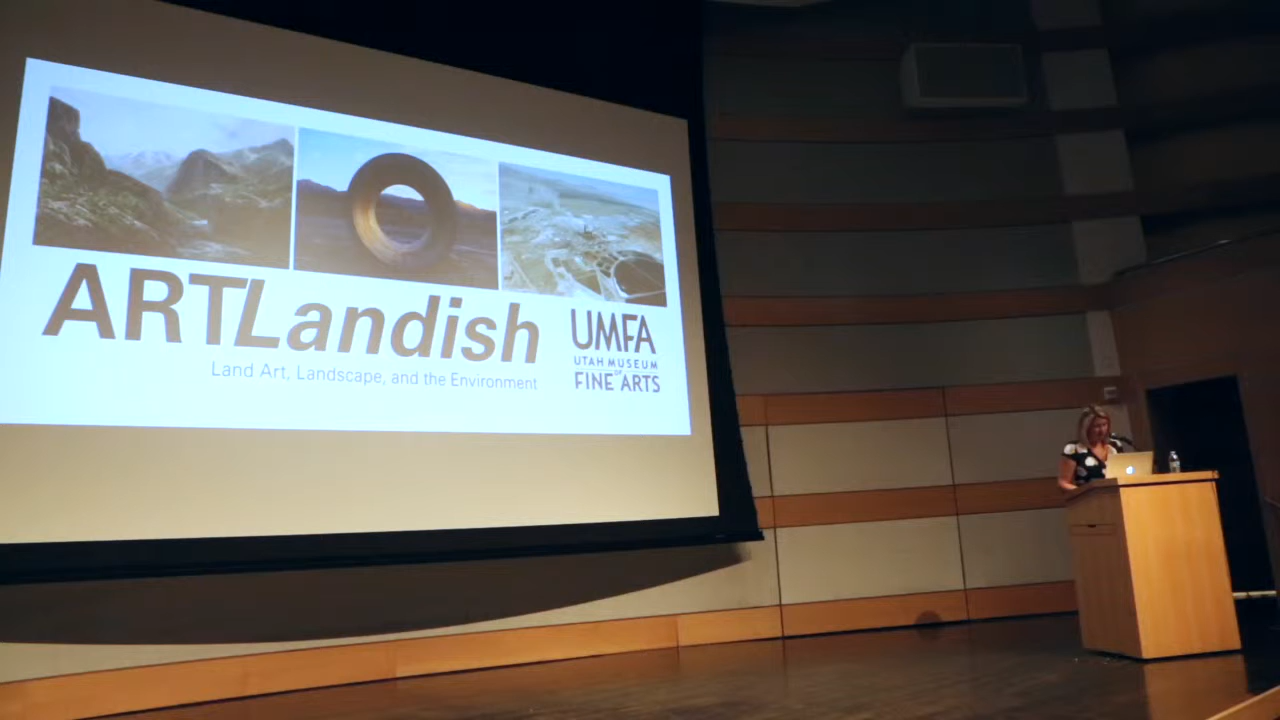 ARTLandish
Land Art, Landscape, and the Environment
UMFA
UTAH MUSEUM
OF
FINE ARTS